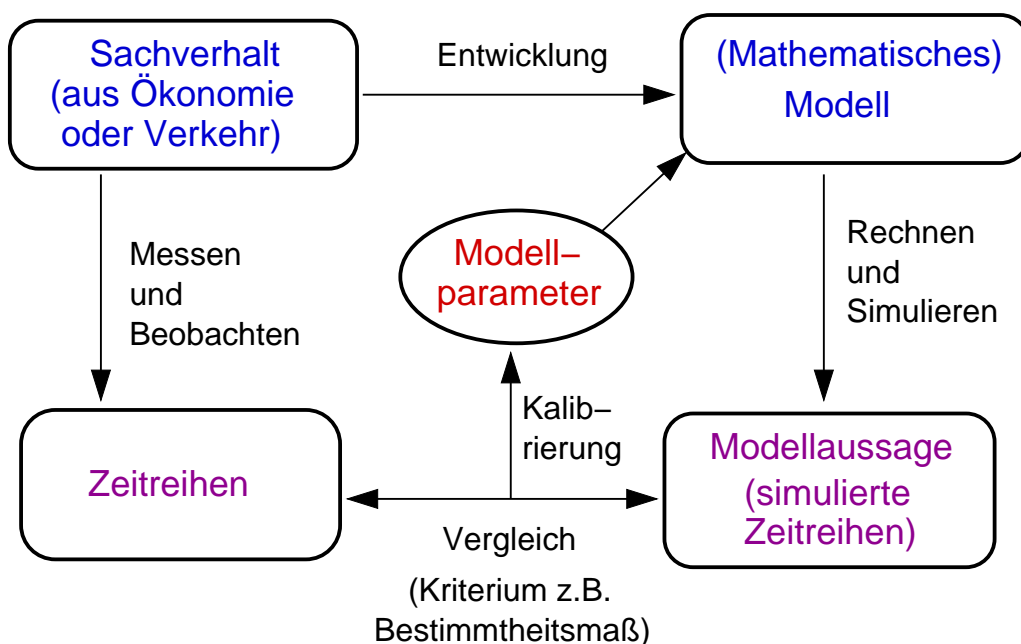 Sachverhalt
(aus Ökonomie
oder Verkehr)
Entwicklung
(Mathematisches)
Modell
Messen
und
Beobachten
Modell–
parameter
Rechnen
und
Simulieren
Zeitreihen
Kalib–
rierung
Modellaussage
(simulierte
Zeitreihen)
Vergleich
(Kriterium z.B.
Bestimmtheitsmaß)